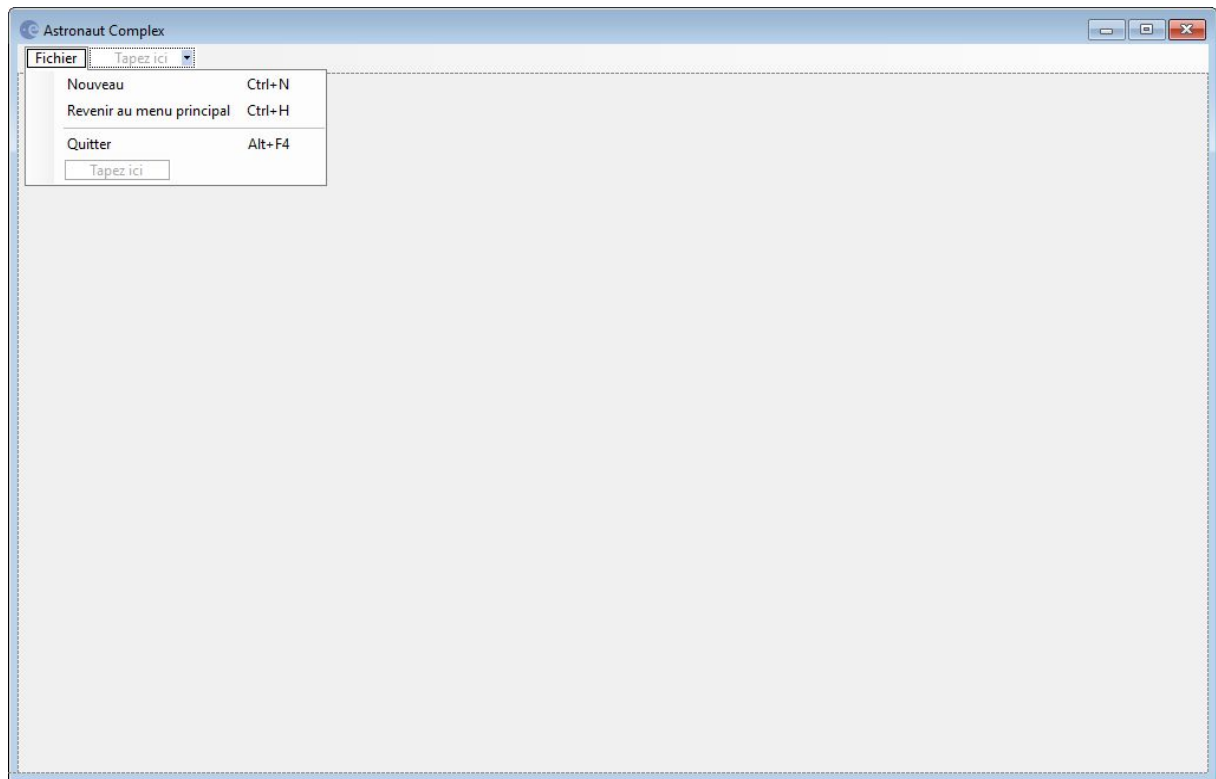 Astronaut Complex
Fichier Tapez ici
Nouveau Ctrl+N
Revenir au menu principal Ctrl+H
Quitter Alt+F4
Tapez ici